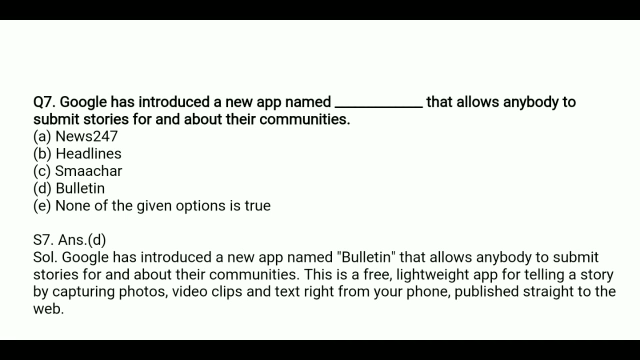 Q7. Google has introduced a new app named ____________ that allows anybody to
submit stories for and about their communities.
(a) News247
(b) Headlines
(c) Smaachar
(d) Bulletin
(e) None of the given options is true
S7. Ans.(d)
Sol. Google has introduced a new app named "Bulletin" that allows anybody to submit
stories for and about their communities. This is a free, lightweight app for telling a story
by capturing photos, video clips and text right from your phone, published straight to the
web.